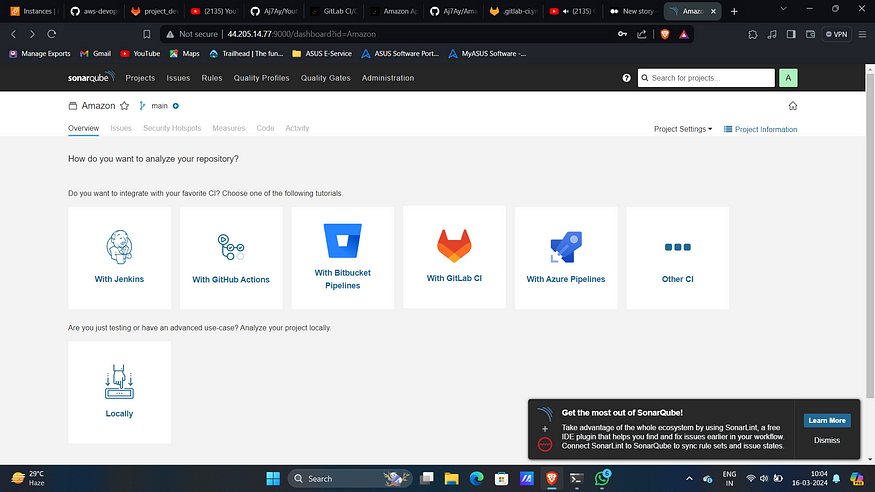 Instances |
aws-devop
project_de
(2135) YouT
Aj7Ay/Yout
GitLab CI/C
Amazon Ap
Aj7Ay/Ama
.gitlab-ci.yr
(2135)
New story
Amazo
Not secure | 44.205.14.77:9000/dashboard?id=Amazon
VPN
Manage Exports
Gmail
YouTube
Maps
Trailhead | The fun...
ASUS E-Service
ASUS Software Port...
MyASUS Software -...
sonarqube
Projects
Issues
Rules
Quality Profiles
Quality Gates
Administration
Search for projects...
A
Amazon
main
Overview
Issues
Security Hotspots
Measures
Code
Activity
Project Settings
Project Information
How do you want to analyze your repository?
Do you want to integrate with your favorite CI? Choose one of the following tutorials.
With Jenkins
With GitHub Actions
With Bitbucket
Pipelines
With GitLab CI
With Azure Pipelines
Other CI
Are you just testing or have an advanced use-case? Analyze your project locally.
Locally
Get the most out of SonarQube!
Take advantage of the whole ecosystem by using SonarLint, a free
IDE plugin that helps you find and fix issues earlier in your workflow.
Connect SonarLint to SonarQube to sync rule sets and issue states.
Learn More
Dismiss
29°C
Haze
Search
ENG
IN
10:04
16-03-2024